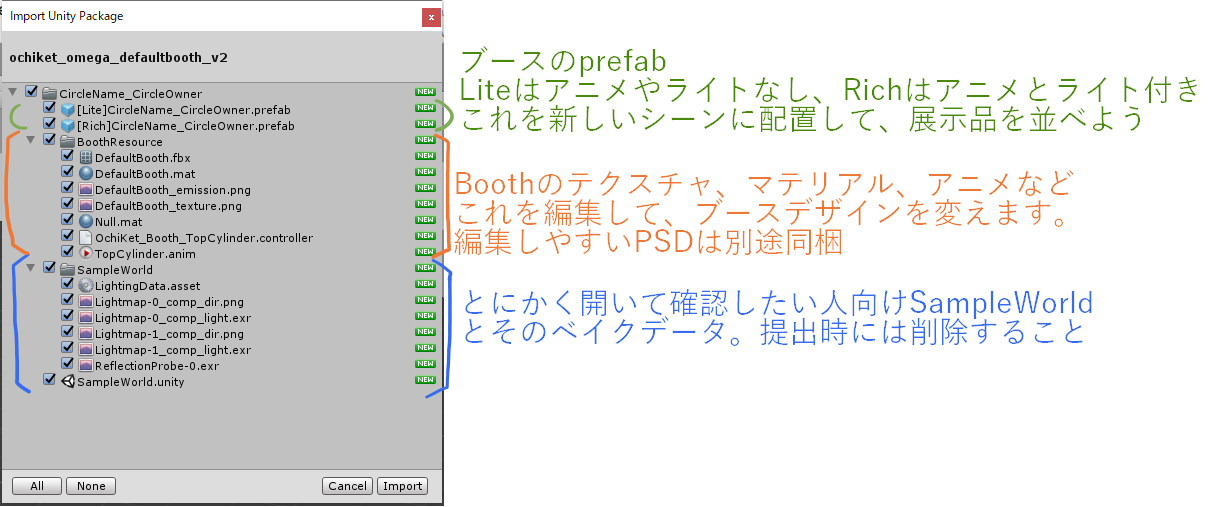 Import Unity Package
x
ochiket_omega_defaultbooth_v2
CircleName_CircleOwner NEW
[Lite]CircleName_CircleOwner.prefab NEW
[Rich]CircleName_CircleOwner.prefab NEW
BoothResource NEW
DefaultBooth.fbx NEW
DefaultBooth.mat NEW
DefaultBooth_emission.png NEW
DefaultBooth_texture.png NEW
Null.mat NEW
OchiKet_Booth_TopCylinder.controller NEW
TopCylinder.anim NEW
SampleWorld NEW
LightingData.asset NEW
Lightmap-0_comp_dir.png NEW
Lightmap-0_comp_light.exr NEW
Lightmap-1_comp_dir.png NEW
Lightmap-1_comp_light.exr NEW
ReflectionProbe-0.exr NEW
SampleWorld.unity NEW
All None Cancel Import
ブースのprefab
Liteはアニメやライトなし、Richはアニメとライト付き
これを新しいシーンに配置して、展示品を並べよう
Boothのテクスチャ、マテリアル、アニメなど
これを編集して、ブースデザインを変えます。
編集しやすいPSDは別途同梱
とにかく開いて確認したい人向けSampleWorld
とそのベイクデータ。提出時には削除すること